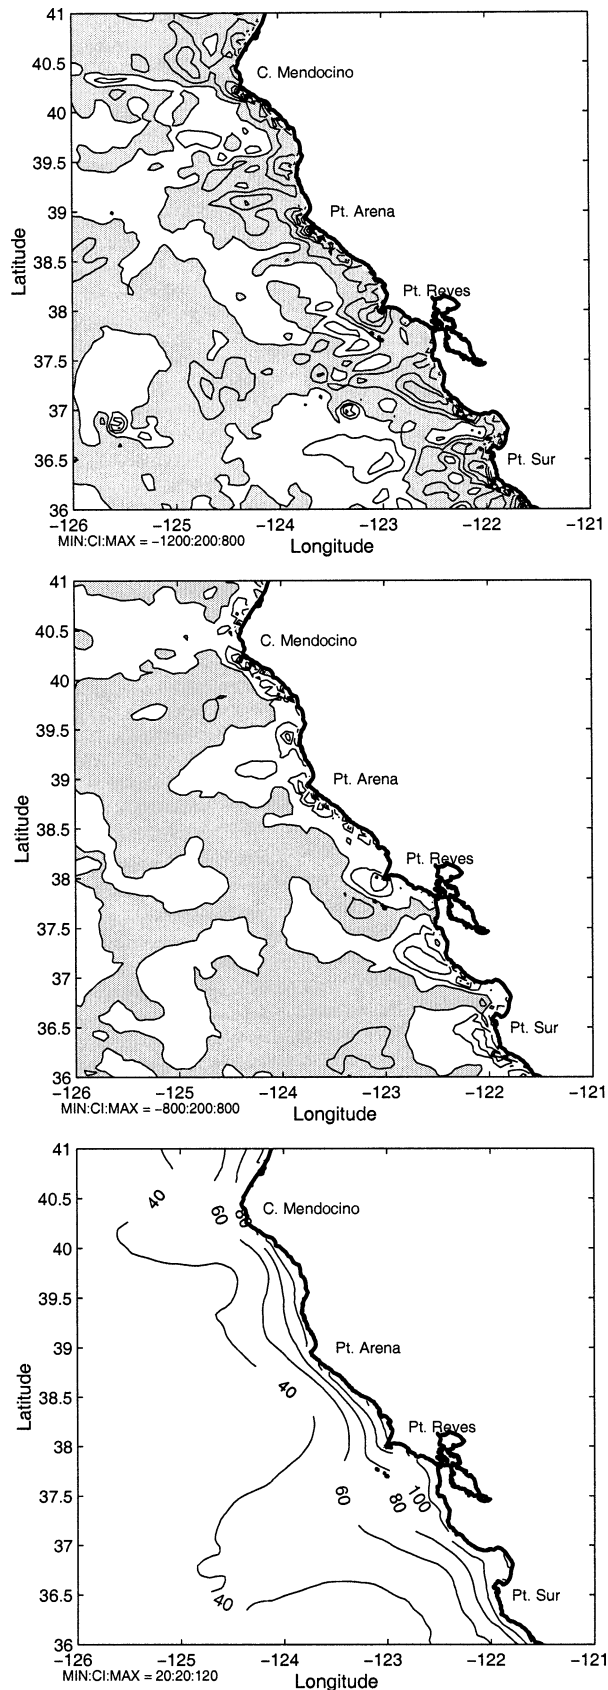 41
40.5
C. Mendocino
40
39.5
39
Pt. Arena
Latitude
38.5
Pt. Reyes
38
37.5
37
36.5
Pt. Sur
36
−126 −125 −124 −123 −122 −121
MIN:CI:MAX = −1200:200:800
Longitude
41
40.5
C. Mendocino
40
39.5
39
Pt. Arena
Latitude
38.5
Pt. Reyes
38
37.5
37
36.5
Pt. Sur
36
−126 −125 −124 −123 −122 −121
MIN:CI:MAX = −800:200:800
Longitude
41
40 60 80
40.5
C. Mendocino
40
39.5
39
Pt. Arena
Latitude
40
38.5
Pt. Reyes
38
60 80 100
37.5
37
40
36.5
Pt. Sur
36
−126 −125 −124 −123 −122 −121
MIN:CI:MAX = 20:20:120
Longitude